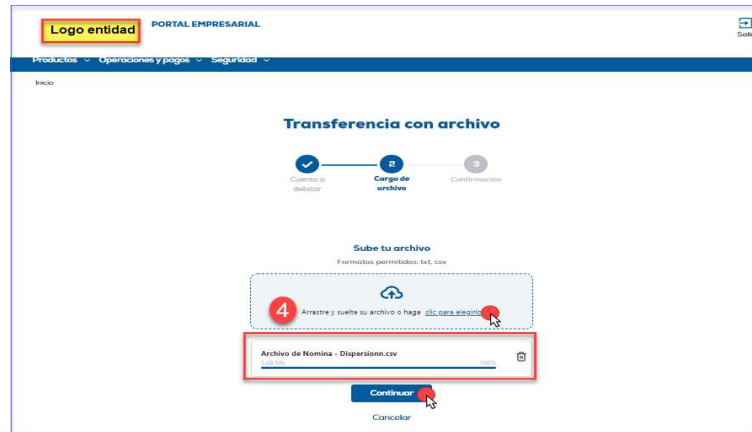 Logo entidad
PORTAL EMPRESARIAL
Salir
Productos Operaciones y pagos Seguridad
Inicio
Transferencia con archivo
2
3
Cuenta a debitar
Carga de archivo
Confirmación
Sube tu archivo
Formatos permitidos: txt, csv
4
Arrastre y suelte su archivo o haga clic para elegirlo
Archivo de Nomina - Dispersionn.csv
100%
Continuar
Cancelar